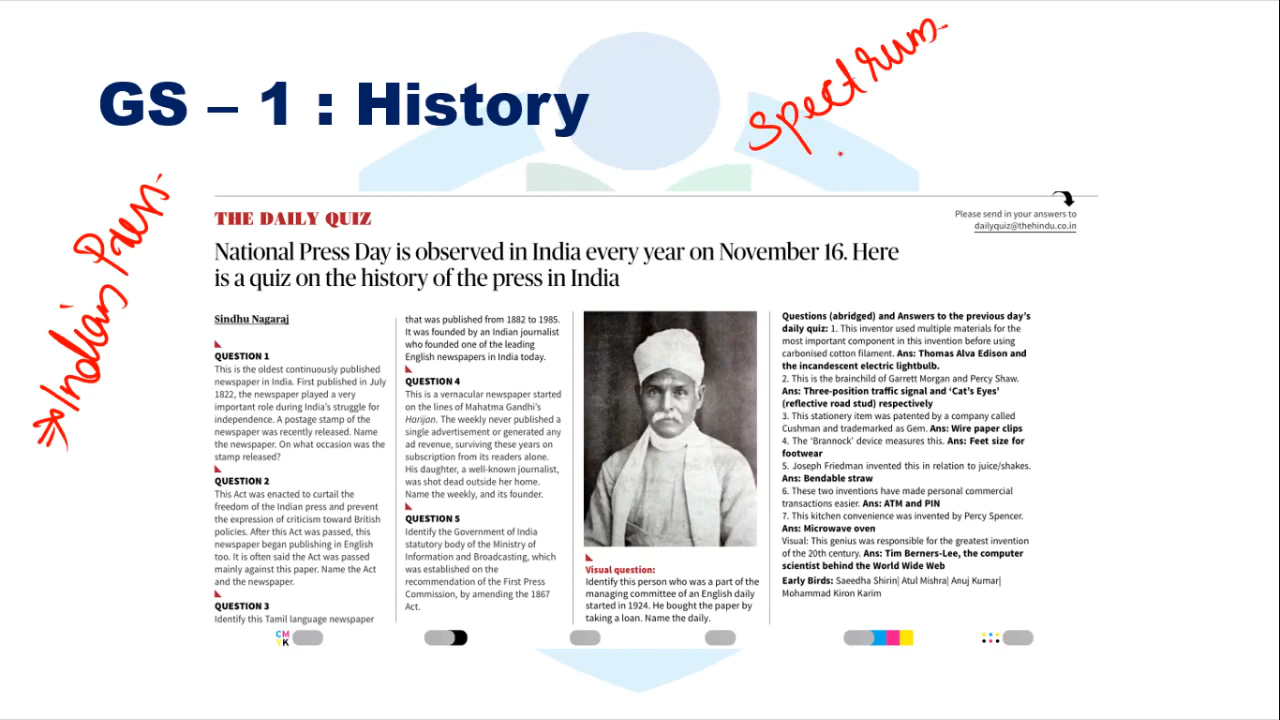 GS – 1 : History
Spectrum
Indian Press
Please send in your answers to
dailyquiz@thehindu.co.in
THE DAILY QUIZ
National Press Day is observed in India every year on November 16. Here
is a quiz on the history of the press in India
Sindhu Nagaraj
QUESTION 1
This is the oldest continuously published
newspaper in India. First published in July
1822, the newspaper played a very
important role during India's struggle for
independence. A postage stamp of the
newspaper was recently released. Name
the newspaper. On what occasion was the
stamp released?
QUESTION 2
This Act was enacted to curtail the
freedom of the Indian press and prevent
the expression of criticism toward British
policies. After this Act was passed, this
newspaper began publishing in English
too. It is often said the Act was passed
mainly against this paper. Name the Act
and the newspaper.
QUESTION 3
Identify this Tamil language newspaper
that was published from 1882 to 1985.
It was founded by an Indian journalist
who founded one of the leading
English newspapers in India today.
QUESTION 4
This is a vernacular newspaper started
on the lines of Mahatma Gandhi's
Harijan. The weekly never published a
single advertisement or generated any
ad revenue, surviving these years on
subscription from its readers alone.
His daughter, a well-known journalist,
was shot dead outside her home.
Name the weekly, and its founder.
QUESTION 5
Identify the Government of India
statutory body of the Ministry of
Information and Broadcasting, which
was established on the
recommendation of the First Press
Commission, by amending the 1867
Act.
Visual question:
Identify this person who was a part of the
managing committee of an English daily
started in 1924. He bought the paper by
taking a loan. Name the daily.
Questions (abridged) and Answers to the previous day's
daily quiz: 1. This inventor used multiple materials for the
most important component in this invention before using
carbonised cotton filament. Ans: Thomas Alva Edison and
the incandescent electric lightbulb.
2. This is the brainchild of Garrett Morgan and Percy Shaw.
Ans: Three-position traffic signal and ‘Cat's Eyes’
(reflective road stud) respectively
3. This stationery item was patented by a company called
Cushman and trademarked as Gem. Ans: Wire paper clips
4. The ‘Brannock’ device measures this. Ans: Feet size for
footwear
5. Joseph Friedman invented this in relation to juice/shakes.
Ans: Bendable straw
6. These two inventions have made personal commercial
transactions easier. Ans: ATM and PIN
7. This kitchen convenience was invented by Percy Spencer.
Ans: Microwave oven
Visual: This genius was responsible for the greatest invention
of the 20th century. Ans: Tim Berners-Lee, the computer
scientist behind the World Wide Web
Early Birds: Saeedha Shirin| Atul Mishra| Anuj Kumar|
Mohammad Kiron Karim
CM
YK